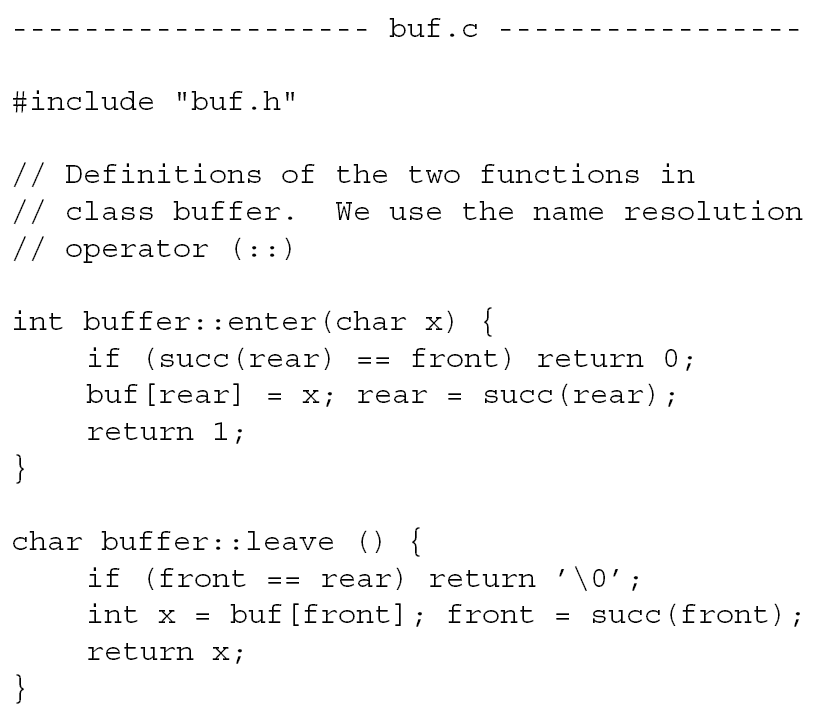 -------------------- buf.c -----------------
#include "buf.h"
// Definitions of the two functions in
// class buffer.  We use the name resolution
// operator (::)
int buffer::enter(char x) {
    if (succ(rear) == front) return 0;
    buf[rear] = x; rear = succ(rear);
    return 1;
}
char buffer::leave () {
    if (front == rear) return '\0';
    int x = buf[front]; front = succ(front);
    return x;
}